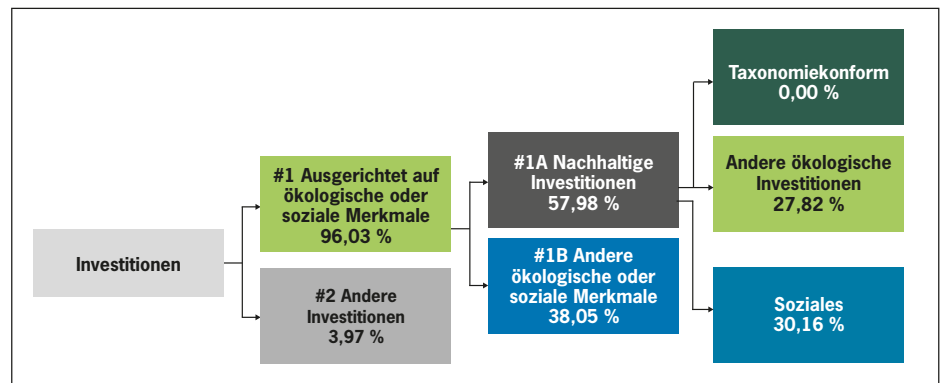 Investitionen
#1 Ausgerichtet auf
ökologische oder
soziale Merkmale
96,03 %
#2 Andere
Investitionen
3,97 %
#1A Nachhaltige
Investitionen
57,98 %
#1B Andere
ökologische oder
soziale Merkmale
38,05 %
Taxonomiekonform
0,00 %
Andere ökologische
Investitionen
27,82 %
Soziales
30,16 %